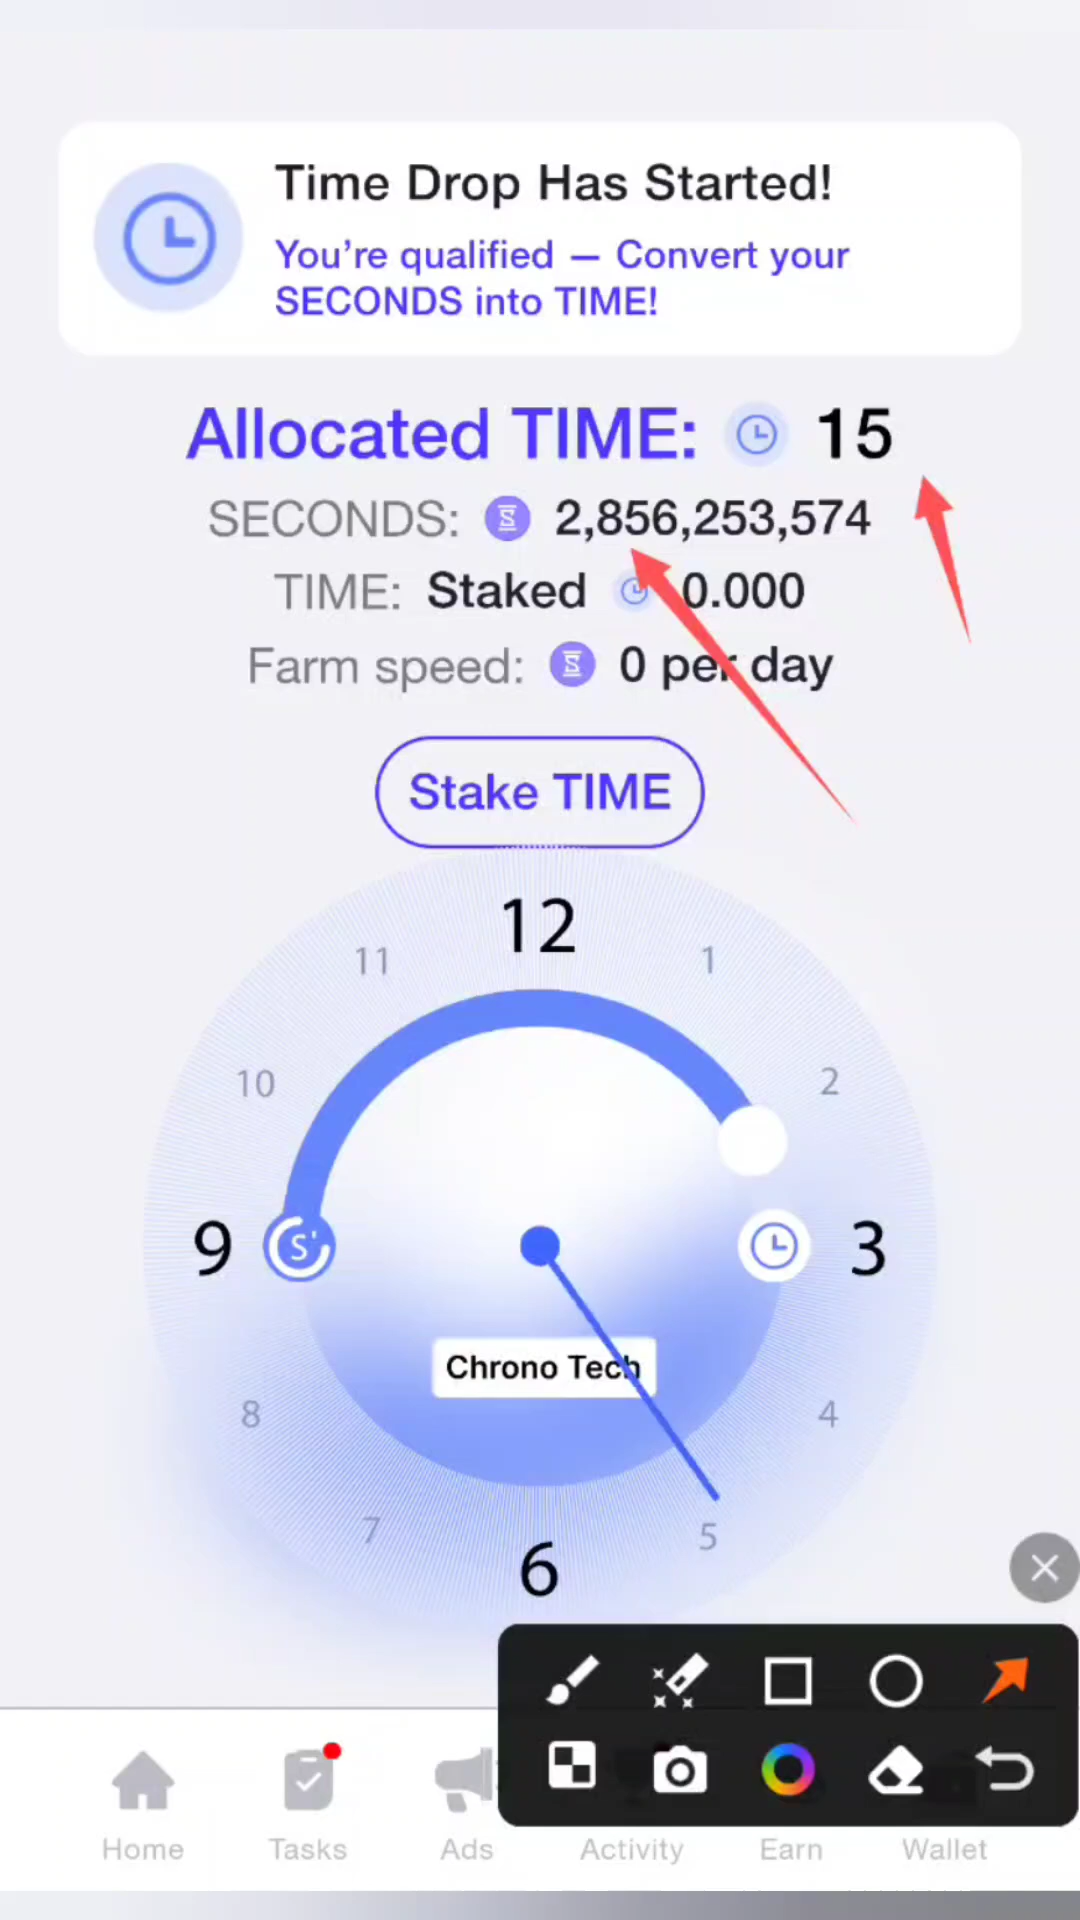 Time Drop Has Started!
You're qualified — Convert your
SECONDS into TIME!
Allocated TIME: 15
SECONDS: 2,856,253,574
TIME: Staked 0.000
Farm speed: 0 per day
Stake TIME
12
11
1
10
2
9
S'
3
Chrono Tech
8
4
7
5
6
Home
Tasks
Ads
Activity
Earn
Wallet